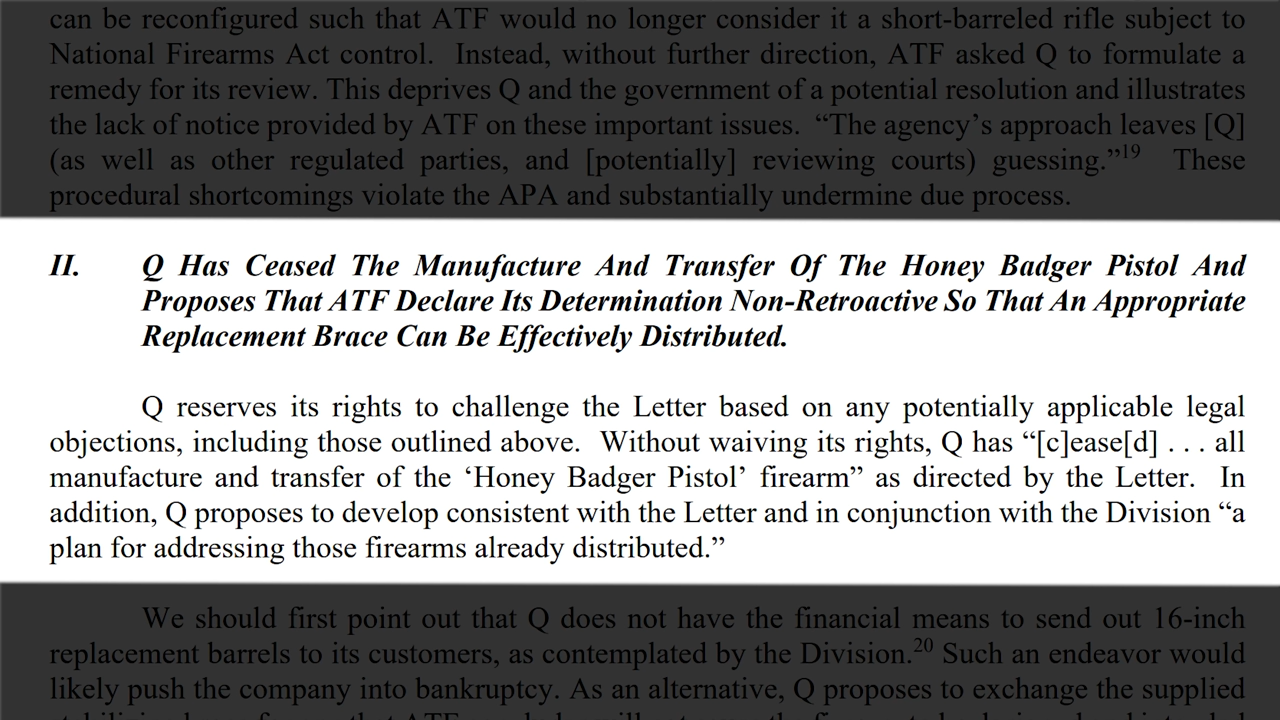 can be reconfigured such that ATF would no longer consider it a short-barreled rifle subject to
National Firearms Act control. Instead, without further direction, ATF asked Q to formulate a
remedy for its review. This deprives Q and the government of a potential resolution and illustrates
the lack of notice provided by ATF on these important issues. “The agency’s approach leaves [Q]
(as well as other regulated parties, and [potentially] reviewing courts) guessing.”19 These
procedural shortcomings violate the APA and substantially undermine due process.
II. Q Has Ceased The Manufacture And Transfer Of The Honey Badger Pistol And
Proposes That ATF Declare Its Determination Non-Retroactive So That An Appropriate
Replacement Brace Can Be Effectively Distributed.
Q reserves its rights to challenge the Letter based on any potentially applicable legal
objections, including those outlined above. Without waiving its rights, Q has “[c]ease[d] . . . all
manufacture and transfer of the ‘Honey Badger Pistol’ firearm” as directed by the Letter. In
addition, Q proposes to develop consistent with the Letter and in conjunction with the Division “a
plan for addressing those firearms already distributed.”
We should first point out that Q does not have the financial means to send out 16-inch
replacement barrels to its customers, as contemplated by the Division.20 Such an endeavor would
likely push the company into bankruptcy. As an alternative, Q proposes to exchange the supplied